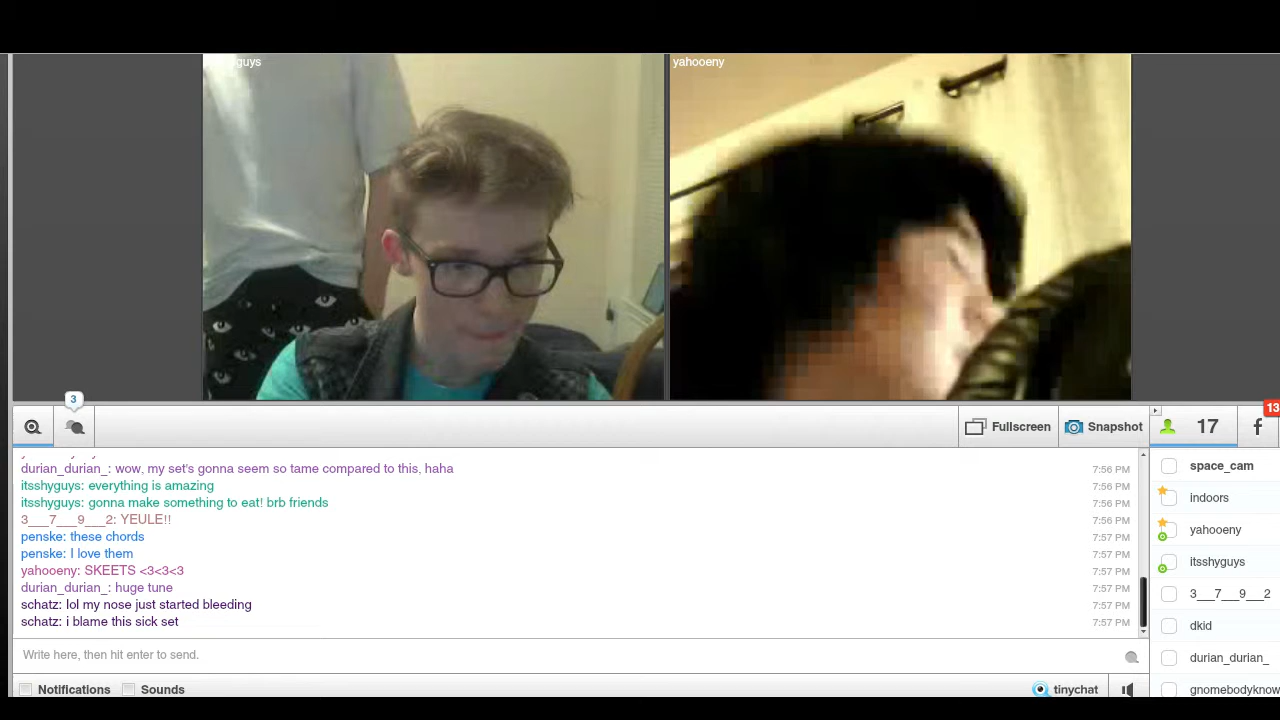 guys
yahooeny
3
Fullscreen
Snapshot
17
13
durian_durian_: wow, my set's gonna seem so tame compared to this, haha 7:56 PM
itsshyguys: everything is amazing 7:56 PM
itsshyguys: gonna make something to eat! brb friends 7:56 PM
3___7___9___2: YEULE!! 7:56 PM
penske: these chords 7:57 PM
penske: I love them 7:57 PM
yahooeny: SKEETS <3<3<3 7:57 PM
durian_durian_: huge tune 7:57 PM
schatz: lol my nose just started bleeding 7:57 PM
schatz: i blame this sick set 7:57 PM
Write here, then hit enter to send.
Notifications
Sounds
tinychat
space_cam
indoors
yahooeny
itsshyguys
3___7___9___2
dkid
durian_durian_
gnomebodyknow